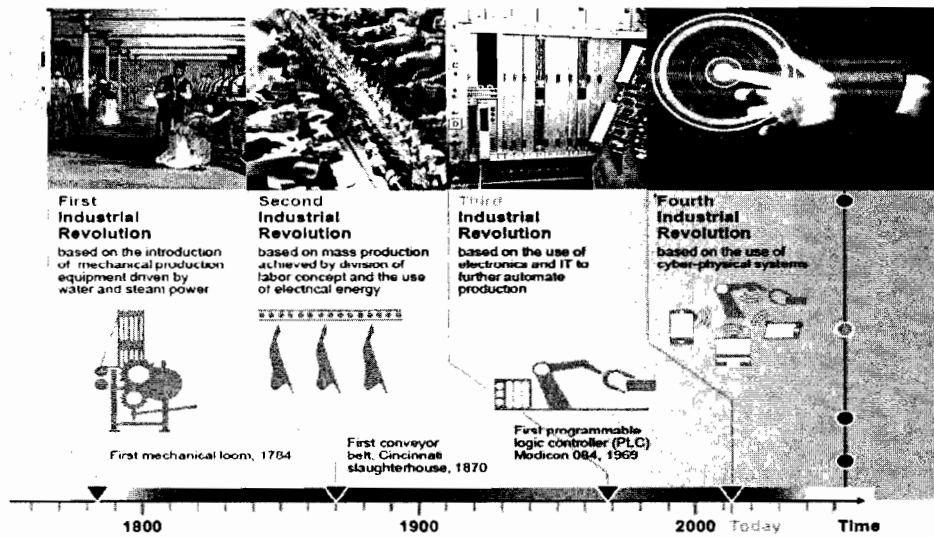 First
Industrial
Revolution
based on the introduction
of mechanical production
equipment driven by
water and steam power
Second
Industrial
Revolution
based on mass production
achieved by division of
labor concept and the use
of electrical energy
Third
Industrial
Revolution
based on the use of
electronics and IT to
further automate
production
Fourth
Industrial
Revolution
based on the use of
cyber-physical systems
First mechanical loom, 1784
First conveyor
belt, Cincinnati
slaughterhouse, 1870
First programmable
logic controller (PLC)
Modicon 084, 1969
1800
1900
2000
Today
Time